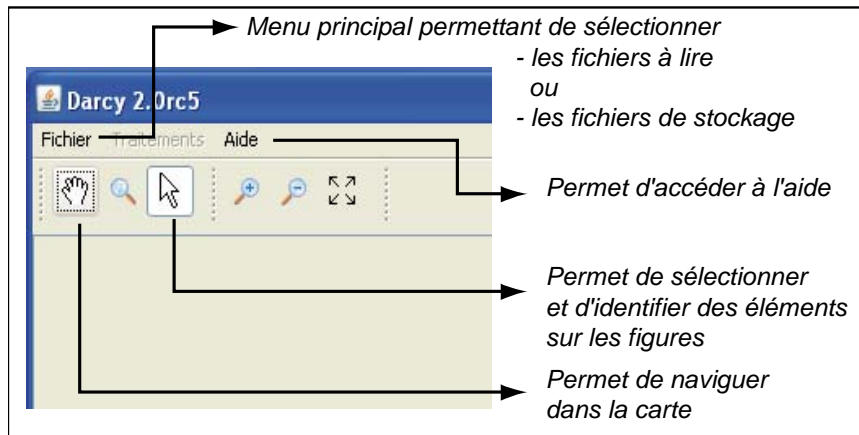 Menu principal permettant de sélectionner
- les fichiers à lire
ou
- les fichiers de stockage
Darcy 2.0rc5
Fichier Traitements Aide
Permet d'accéder à l'aide
Permet de sélectionner
et d'identifier des éléments
sur les figures
Permet de naviguer
dans la carte